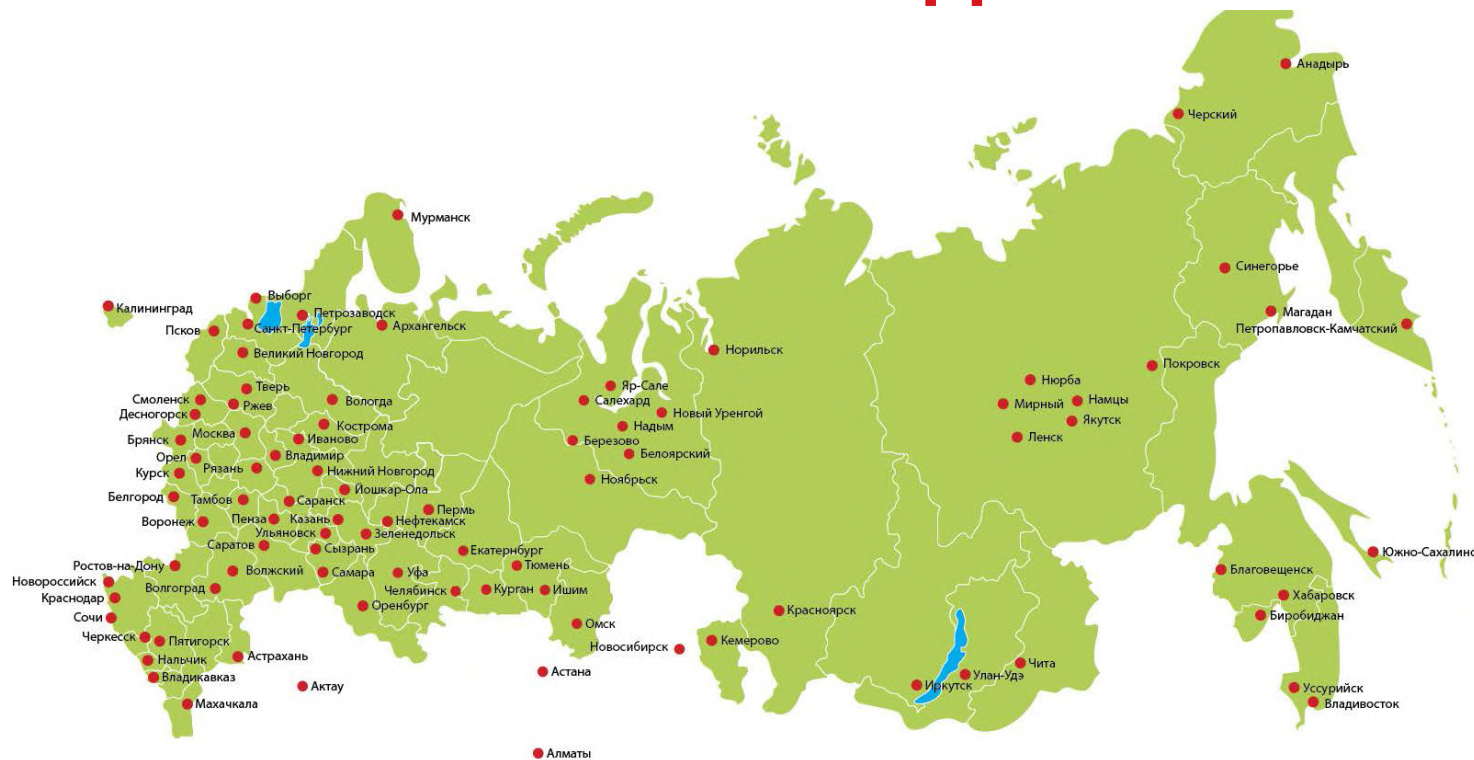 Анадырь
Черский
Мурманск
Синегорье
Выборг
Калининград
Петрозаводск
Магадан
Архангельск
Санкт-Петербург
Петропавловск-Камчатский
Псков
Норильск
Великий Новгород
Покровск
Нюрба
Яр-Сале
Тверь
Смоленск
Вологда
Салехард
Намцы
Мирный
Ржев
Десногорск
Новый Уренгой
Якутск
Кострома
Надым
Москва
Ленск
Иваново
Брянск
Березово
Белоярский
Владимир
Орел
Рязань
Нижний Новгород
Курск
Ноябрьск
Йошкар-Ола
Белгород
Тамбов
Саранск
Пермь
Воронеж
Пенза
Казань
Нефтекамск
Ульяновск
Зеленедольск
Саратов
Сызрань
Екатернбург
Южно-Сахалинс
Ростов-на-Дону
Тюмень
Благовещенск
Волжский
Самара
Уфа
Новороссийск
Волгоград
Челябинск
Курган
Ишим
Хабаровск
Краснодар
Оренбург
Красноярск
Биробиджан
Сочи
Омск
Черкесск
Пятигорск
Кемерово
Новосибирск
Астрахань
Нальчик
Чита
Астана
Улан-Удэ
Владикавказ
Иркутск
Актау
Уссурийск
Махачкала
Владивосток
Алматы